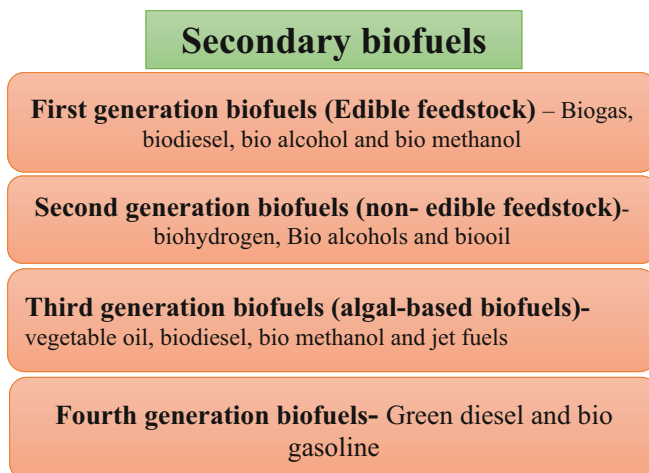 Secondary biofuels
First generation biofuels (Edible feedstock) – Biogas,
biodiesel, bio alcohol and bio methanol
Second generation biofuels (non- edible feedstock)-
biohydrogen, Bio alcohols and biooil
Third generation biofuels (algal-based biofuels)-
vegetable oil, biodiesel, bio methanol and jet fuels
Fourth generation biofuels- Green diesel and bio
gasoline